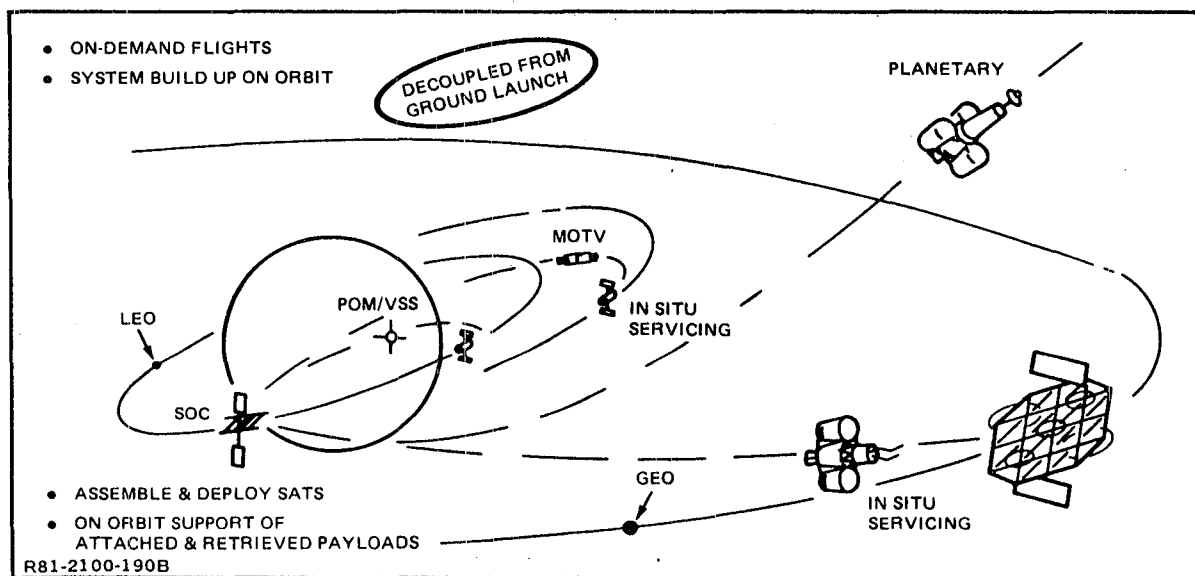 • ON-DEMAND FLIGHTS
• SYSTEM BUILD UP ON ORBIT
DECOUPLED FROM
GROUND LAUNCH
PLANETARY
MOTV
POM/VSS
IN SITU
SERVICING
LEO
SOC
GEO
IN SITU
SERVICING
• ASSEMBLE & DEPLOY SATS
• ON ORBIT SUPPORT OF
ATTACHED & RETRIEVED PAYLOADS
R81-2100-190B